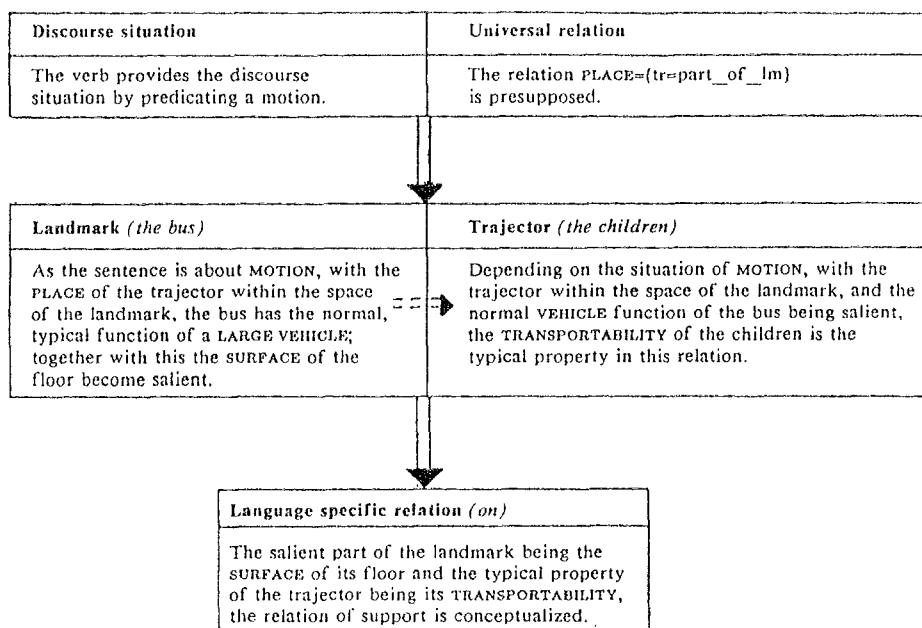 Discourse situation
The verb provides the discourse
situation by predicating a motion.
Universal relation
The relation PLACE={tr=part_of_lm}
is presupposed.
Landmark (the bus)
As the sentence is about MOTION, with the
PLACE of the trajector within the space
of the landmark, the bus has the normal,
typical function of a LARGE VEHICLE;
together with this the SURFACE of the
floor become salient.
Trajector (the children)
Depending on the situation of MOTION, with the
trajector within the space of the landmark, and the
normal VEHICLE function of the bus being salient,
the TRANSPORTABILITY of the children is the
typical property in this relation.
Language specific relation (on)
The salient part of the landmark being the
SURFACE of its floor and the typical property
of the trajector being its TRANSPORTABILITY,
the relation of support is conceptualized.